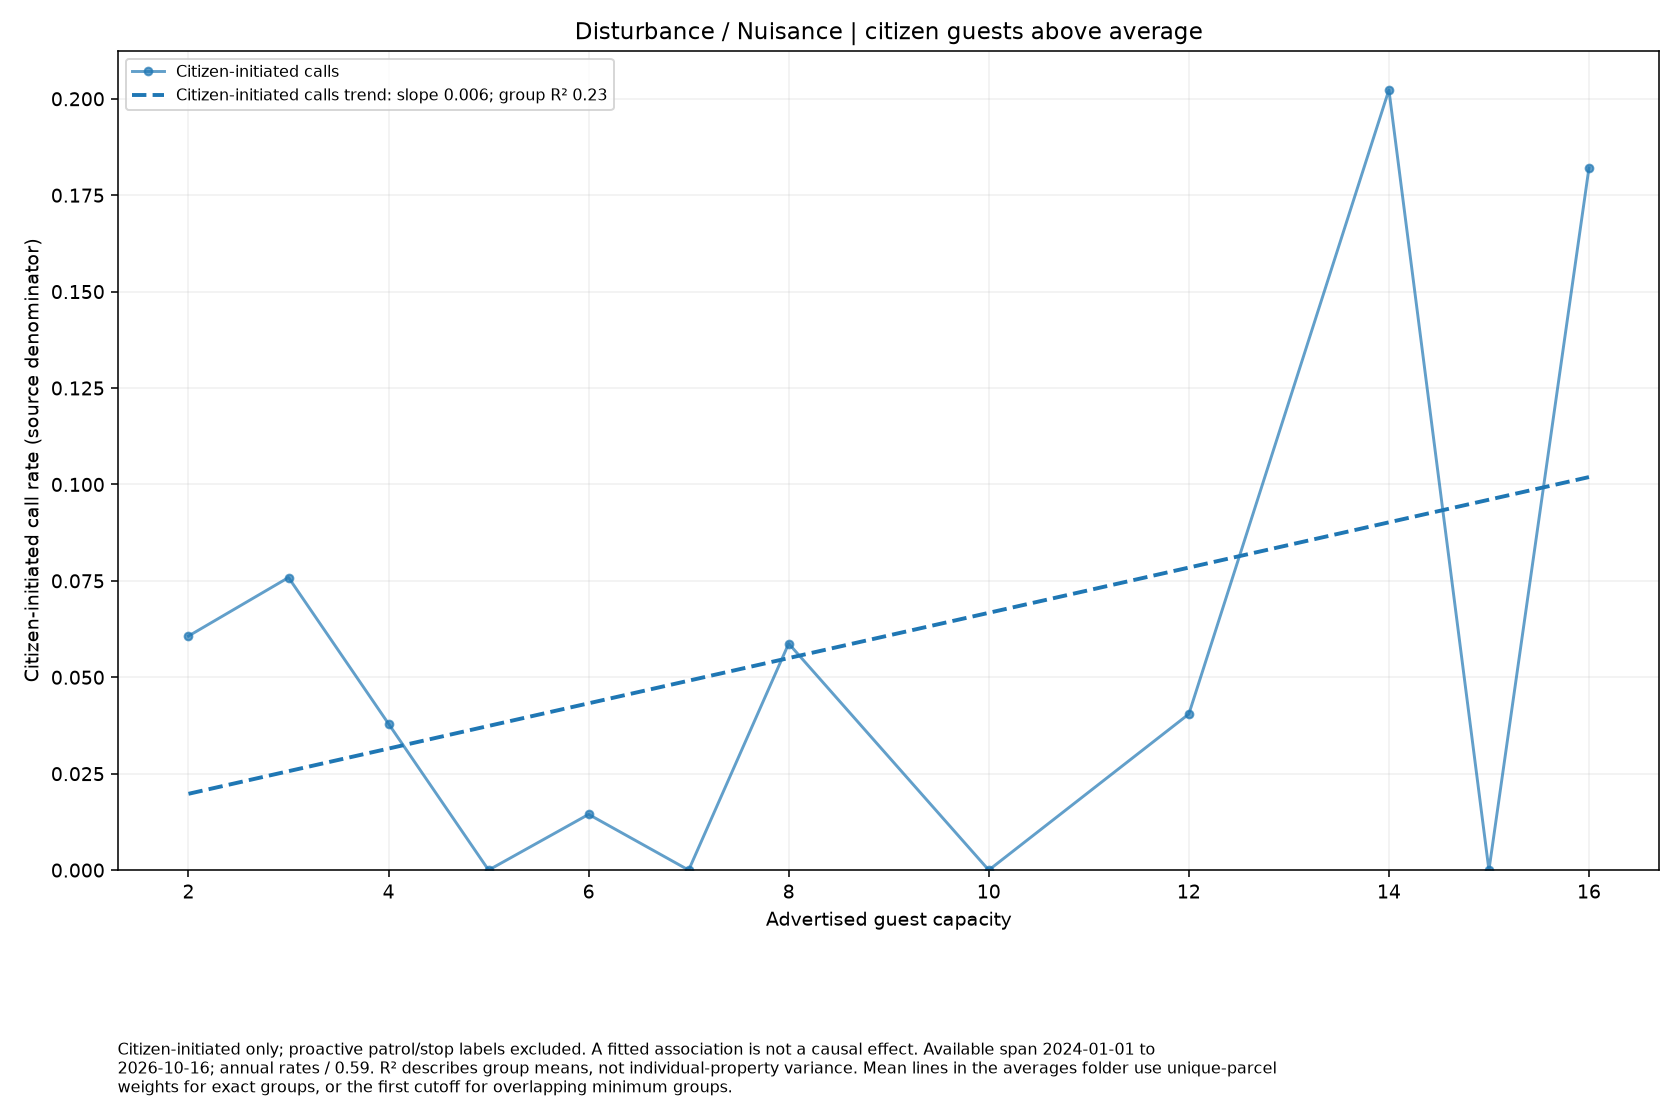 Disturbance / Nuisance | citizen guests above average
Citizen-initiated calls
Citizen-initiated calls trend: slope 0.006; group R² 0.23
Citizen-initiated call rate (source denominator)
0.200
0.175
0.150
0.125
0.100
0.075
0.050
0.025
0.000
2 4 6 8 10 12 14 16
Advertised guest capacity
Citizen-initiated only; proactive patrol/stop labels excluded. A fitted association is not a causal effect. Available span 2024-01-01 to
2026-10-16; annual rates / 0.59. R² describes group means, not individual-property variance. Mean lines in the averages folder use unique-parcel
weights for exact groups, or the first cutoff for overlapping minimum groups.